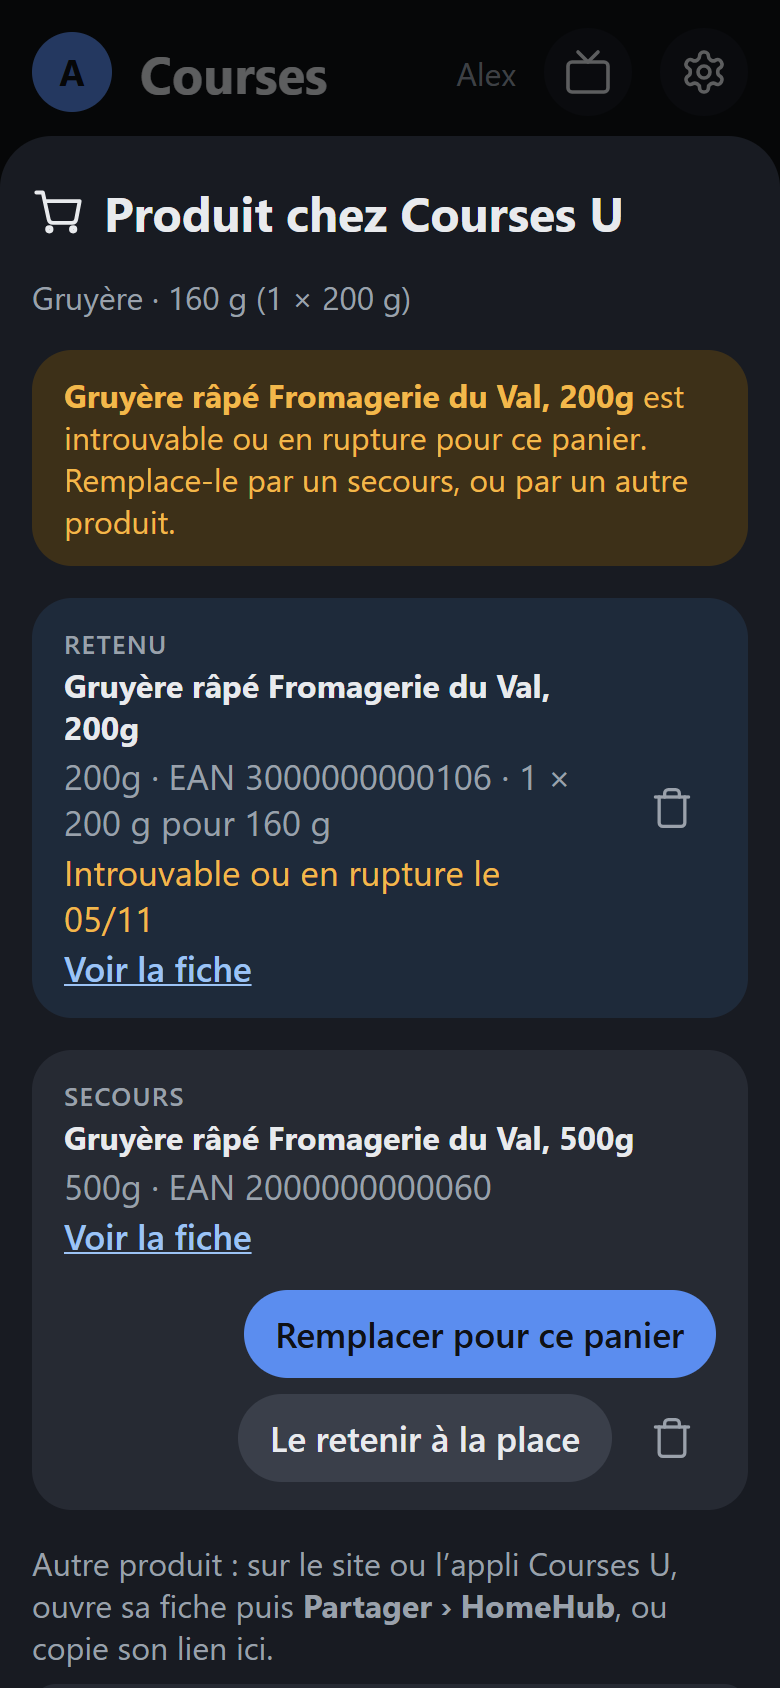 A
Courses
Alex
Produit chez Courses U
Gruyère · 160 g (1 × 200 g)
Gruyère râpé Fromagerie du Val, 200g est
introuvable ou en rupture pour ce panier.
Remplace-le par un secours, ou par un autre
produit.
RETENU
Gruyère râpé Fromagerie du Val,
200g
200g · EAN 3000000000106 · 1 ×
200 g pour 160 g
Introuvable ou en rupture le
05/11
Voir la fiche
SECOURS
Gruyère râpé Fromagerie du Val, 500g
500g · EAN 2000000000060
Voir la fiche
Remplacer pour ce panier
Le retenir à la place
Autre produit : sur le site ou l’appli Courses U,
ouvre sa fiche puis Partager › HomeHub, ou
copie son lien ici.